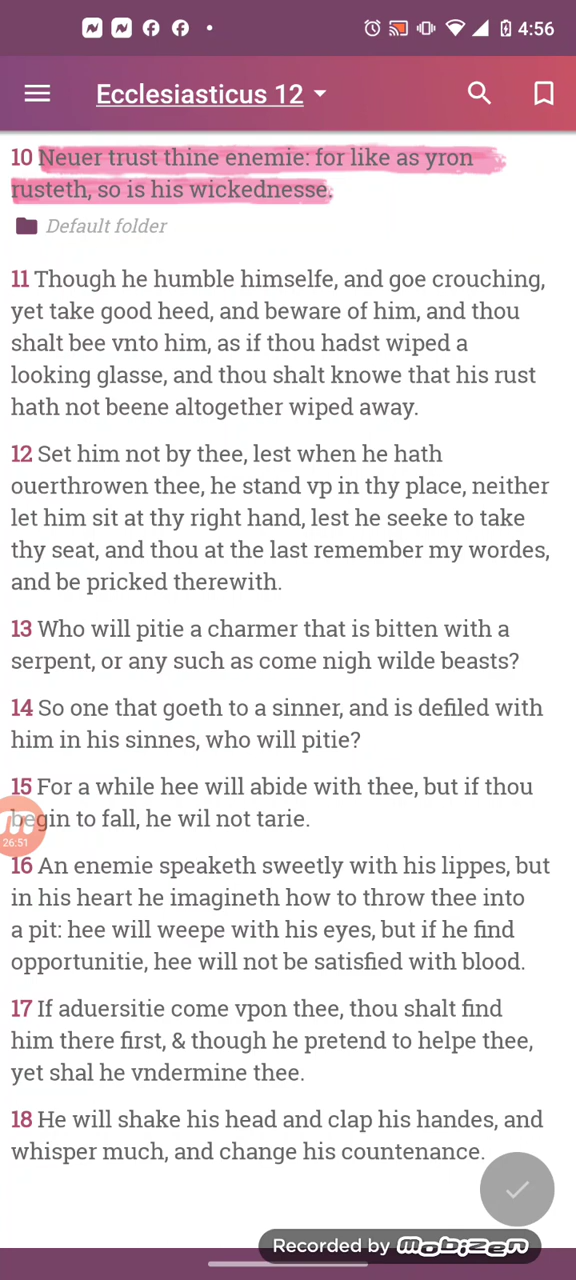 4:56
Ecclesiasticus 12
10 Neuer trust thine enemie: for like as yron
rusteth, so is his wickednesse.
Default folder
11 Though he humble himselfe, and goe crouching,
yet take good heed, and beware of him, and thou
shalt bee vnto him, as if thou hadst wiped a
looking glasse, and thou shalt knowe that his rust
hath not beene altogether wiped away.
12 Set him not by thee, lest when he hath
ouerthrowen thee, he stand vp in thy place, neither
let him sit at thy right hand, lest he seeke to take
thy seat, and thou at the last remember my wordes,
and be pricked therewith.
13 Who will pitie a charmer that is bitten with a
serpent, or any such as come nigh wilde beasts?
14 So one that goeth to a sinner, and is defiled with
him in his sinnes, who will pitie?
15 For a while hee will abide with thee, but if thou
begin to fall, he wil not tarie.
26:51
16 An enemie speaketh sweetly with his lippes, but
in his heart he imagineth how to throw thee into
a pit: hee will weepe with his eyes, but if he find
opportunitie, hee will not be satisfied with blood.
17 If aduersitie come vpon thee, thou shalt find
him there first, & though he pretend to helpe thee,
yet shal he vndermine thee.
18 He will shake his head and clap his handes, and
whisper much, and change his countenance.
Recorded by mobizen